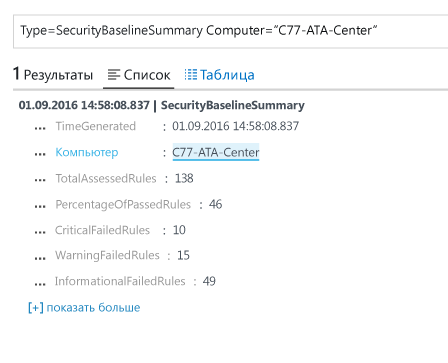 Type=SecurityBaselineSummary Computer="C77-ATA-Center"
1 Результаты Список Таблица
01.09.2016 14:58:08.837 | SecurityBaselineSummary
... TimeGenerated : 01.09.2016 14:58:08.837
... Компьютер : C77-ATA-Center
... TotalAssessedRules : 138
... PercentageOfPassedRules : 46
... CriticalFailedRules : 10
... WarningFailedRules : 15
... InformationalFailedRules : 49
[+] показать больше